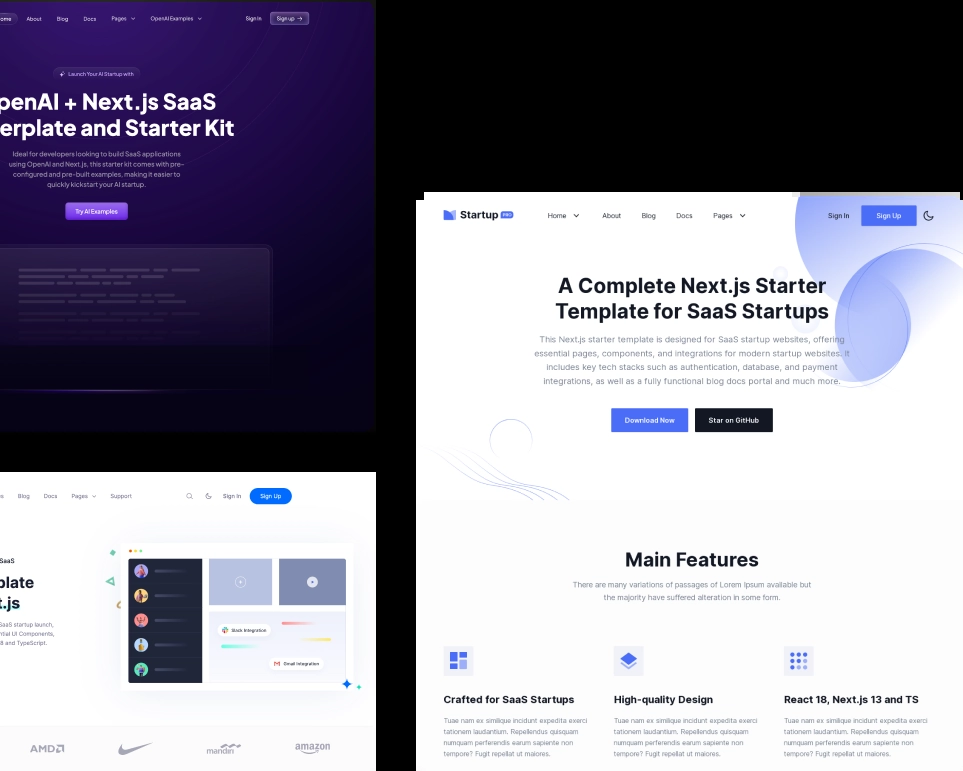 About Blog Docs Pages OpenAI Examples Sign In Sign up →
Launch Your AI Startup with
OpenAI + Next.js SaaS
and Starter Kit
Ideal for developers looking to build SaaS applications
using OpenAI and Next.js, this starter kit comes with pre-
configured and pre-built examples, making it easier to
quickly kickstart your AI startup.
Try AI Examples
Blog Docs Pages Support Sign In Sign Up
SaaS
SaaS startup launch,
UI Components,
and TypeScript.
Slack Integration
Gmail Integration
AMD
mandiri
amazon
Startup PRO Home About Blog Docs Pages Sign In Sign Up
A Complete Next.js Starter
Template for SaaS Startups
This Next.js starter template is designed for SaaS startup websites, offering
essential pages, components, and integrations for modern startup websites. It
includes key tech stacks such as authentication, database, and payment
integrations, as well as a fully functional blog docs portal and much more.
Download Now Star on GitHub
Main Features
There are many variations of passages of Lorem Ipsum available but
the majority have suffered alteration in some form.
Crafted for SaaS Startups
Tuae nam ex similique incidunt expedita exerci
tationem laudantium. Repellendus quisquam
numquam perferendis earum sapiente non
tempore? Fugit repellat ut maiores.
High-quality Design
Tuae nam ex similique incidunt expedita exerci
tationem laudantium. Repellendus quisquam
numquam perferendis earum sapiente non
tempore? Fugit repellat ut maiores.
React 18, Next.js 13 and TS
Tuae nam ex similique incidunt expedita exerci
tationem laudantium. Repellendus quisquam
numquam perferendis earum sapiente non
tempore? Fugit repellat ut maiores.